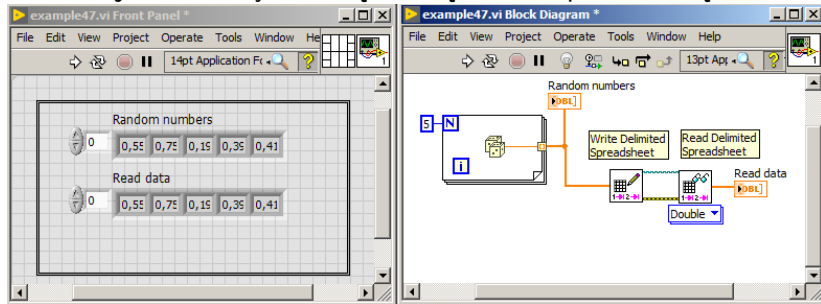 example47.vi Front Panel *
File Edit View Project Operate Tools Window He
14pt Application Fo
1
Random numbers
0
0,55 0,75 0,19 0,39 0,41
Read data
0
0,55 0,75 0,19 0,39 0,41
example47.vi Block Diagram *
File Edit View Project Operate Tools Window Help
13pt App
1
Random numbers
DBL
5 N
i
Write Delimited
Spreadsheet
Read Delimited
Spreadsheet
Read data
DBL
Double